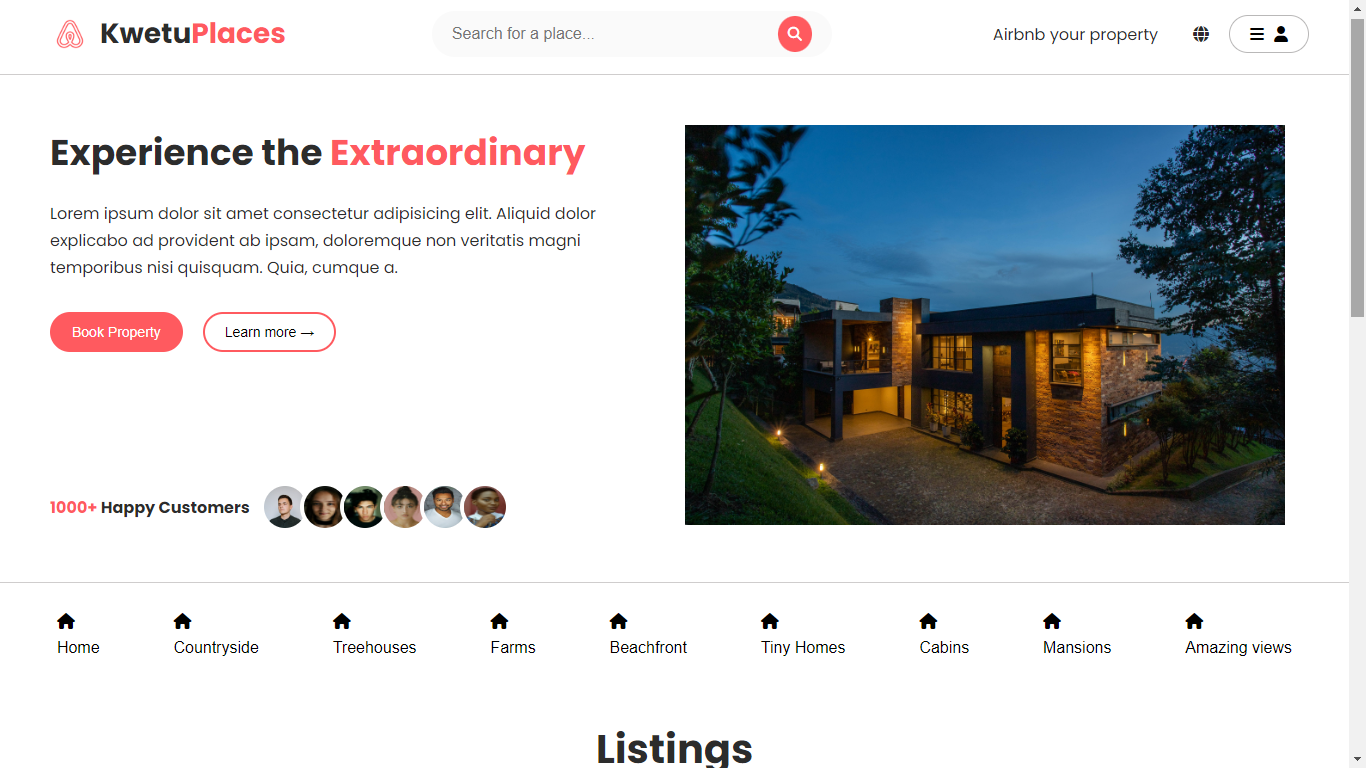 KwetuPlaces
Search for a place...
Airbnb your property
Experience the Extraordinary
Lorem ipsum dolor sit amet consectetur adipisicing elit. Aliquid dolor
explicabo ad provident ab ipsam, doloremque non veritatis magni
temporibus nisi quisquam. Quia, cumque a.
Book Property
Learn more →
1000+ Happy Customers
Home
Countryside
Treehouses
Farms
Beachfront
Tiny Homes
Cabins
Mansions
Amazing views
Listings